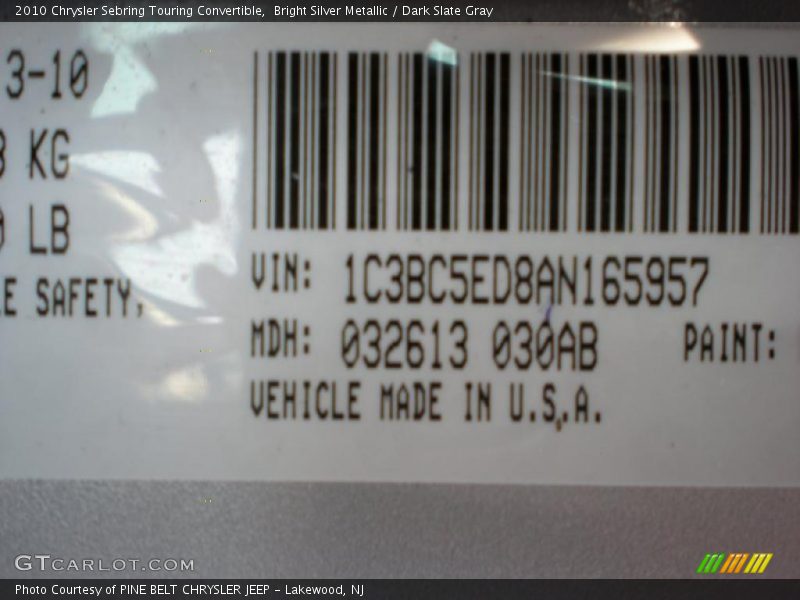 2010 Chrysler Sebring Touring Convertible, Bright Silver Metallic / Dark Slate Gray
3-10
KG
LB
E SAFETY.
VIN: 1C3BC5ED8AN165957
MDH: 032613 030AB PAINT:
VEHICLE MADE IN U.S.A.
GTCARLOT.COM
Photo Courtesy of PINE BELT CHRYSLER JEEP - Lakewood, NJ